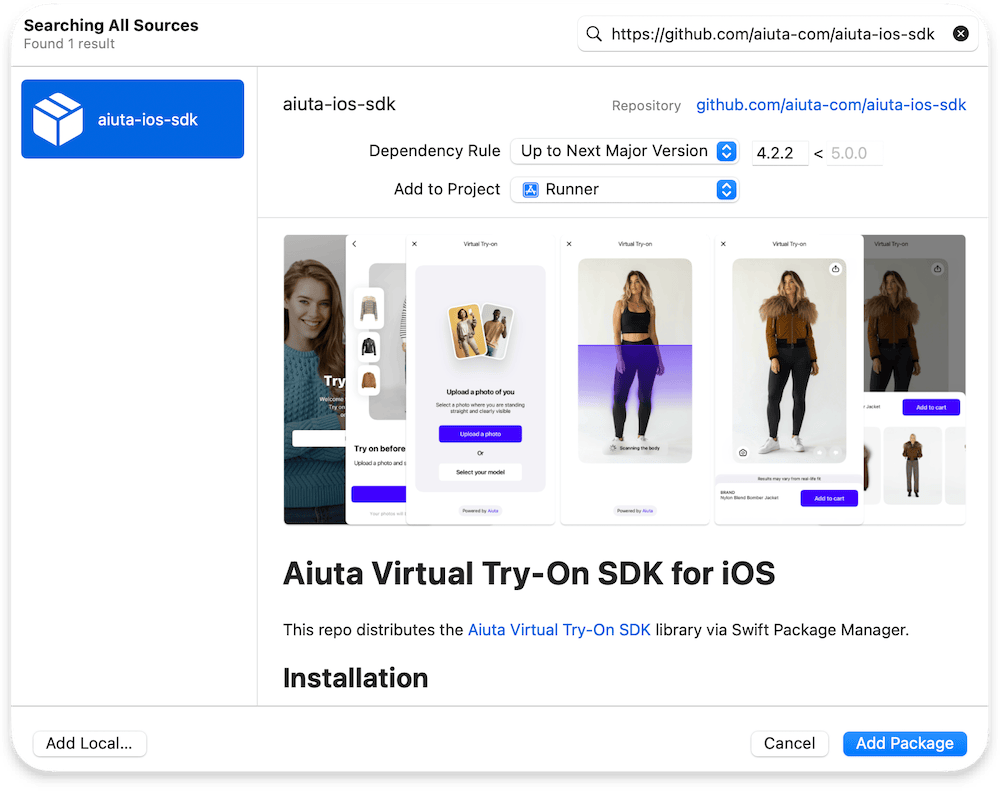 Searching All Sources
Found 1 result
https://github.com/aiuta-com/aiuta-ios-sdk
aiuta-ios-sdk
aiuta-ios-sdk
Repository github.com/aiuta-com/aiuta-ios-sdk
Dependency Rule Up to Next Major Version 4.2.2 < 5.0.0
Add to Project Runner
Try
Welcome
Try on
Try on before
Upload a photo and s
Your photos will
Virtual Try-on
Upload a photo of you
Select a photo where you are standing
straight and clearly visible
Upload a photo
Or
Select your model
Powered by Aiuta
Virtual Try-on
Scanning the body
Powered by Aiuta
Virtual Try-on
Results may vary from real-life fit
BRAND
Nylon Blend Bomber Jacket
Add to cart
Virtual Try-on
r Jacket
Add to cart
Aiuta Virtual Try-On SDK for iOS
This repo distributes the Aiuta Virtual Try-On SDK library via Swift Package Manager.
Installation
Add Local...
Cancel
Add Package